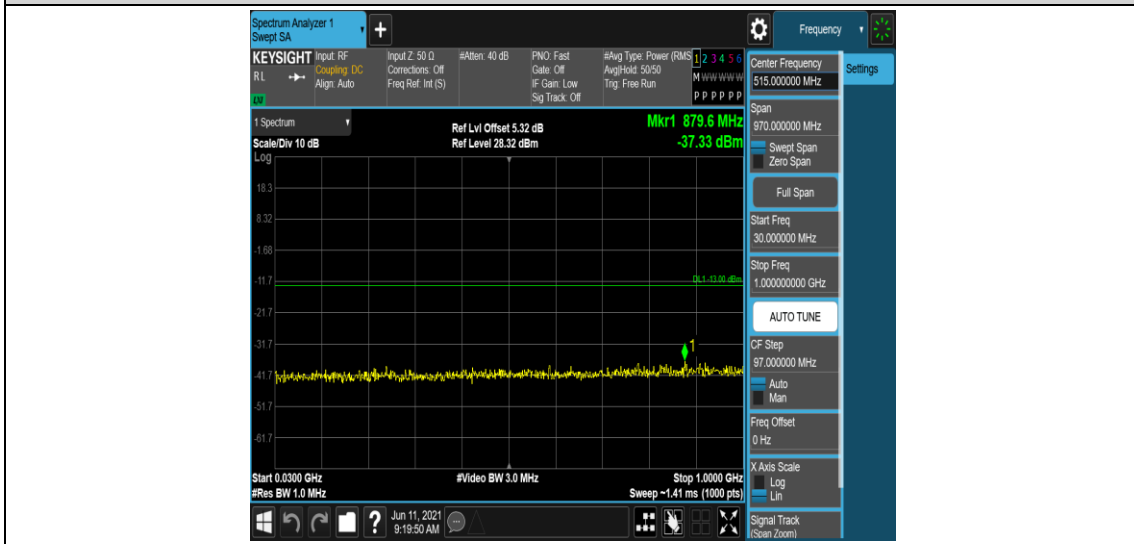 Spectrum Analyzer 1
Swept SA
+
Frequency
KEYSIGHT
Input: RF
Coupling: DC
Align: Auto
Input Z: 50 Ω
Corrections: Off
Freq Ref: Int (S)
#Atten: 40 dB
PNO: Fast
Gate: Off
IF Gain: Low
Sig Track: Off
#Avg Type: Power (RMS
Avg|Hold: 50/50
Trig: Free Run
1 2 3 4 5 6
M W W W W W
P P P P P P
R L
LXI
1 Spectrum
Scale/Div 10 dB
Log
Ref Lvl Offset 5.32 dB
Ref Level 28.32 dBm
Mkr1 879.6 MHz
-37.33 dBm
18.3
8.32
-1.68
-11.7
-21.7
-31.7
-41.7
-51.7
-61.7
DL1 -13.00 dBm
1
Start 0.0300 GHz
#Res BW 1.0 MHz
#Video BW 3.0 MHz
Stop 1.0000 GHz
Sweep ~1.41 ms (1000 pts)
Center Frequency
515.000000 MHz
Settings
Span
970.000000 MHz
Swept Span
Zero Span
Full Span
Start Freq
30.000000 MHz
Stop Freq
1.000000000 GHz
AUTO TUNE
CF Step
97.000000 MHz
Auto
Man
Freq Offset
0 Hz
X Axis Scale
Log
Lin
Signal Track
(Span Zoom)
?
Jun 11, 2021
9:19:50 AM